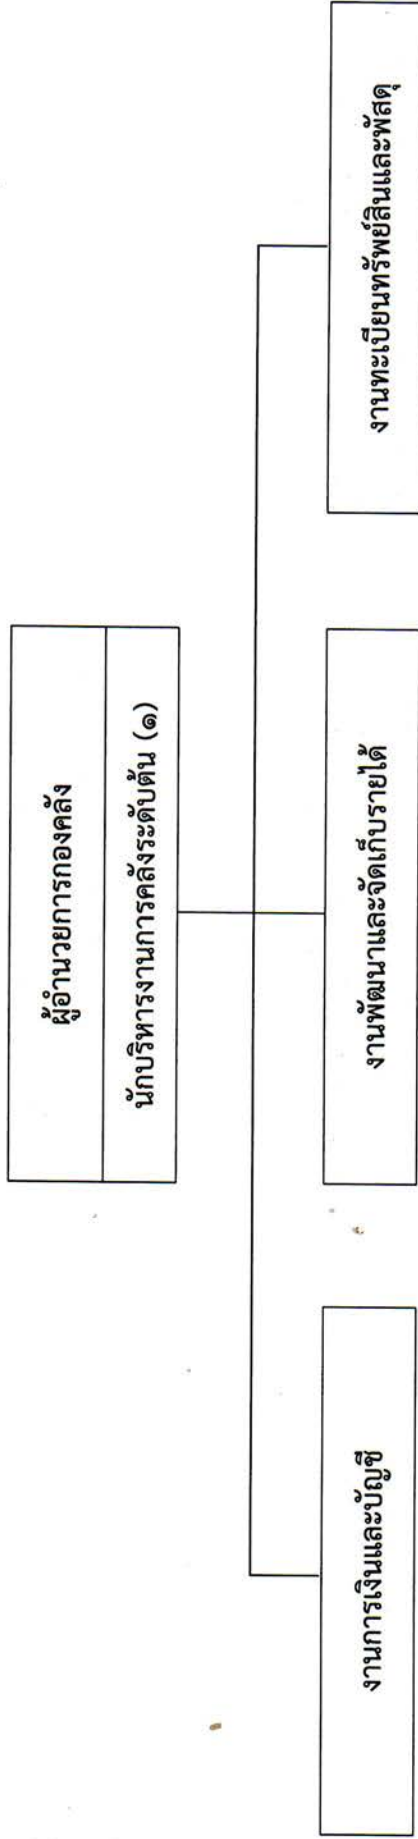 ผู้อำนวยการกองคลัง
นักบริหารงานการคลังระดับต้น (๑)
งานการเงินและบัญชี
งานพัฒนาและจัดเก็บรายได้
งานทะเบียนทรัพย์สินและพัสดุ